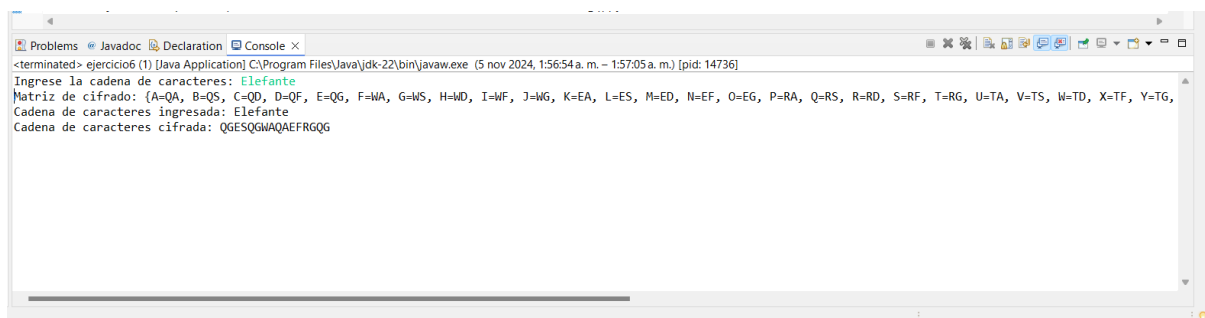 Problems @ Javadoc Declaration Console ×
<terminated> ejercicio6 (1) [Java Application] C:\Program Files\Java\jdk-22\bin\javaw.exe (5 nov 2024, 1:56:54 a. m. – 1:57:05 a. m.) [pid: 14736]
Ingrese la cadena de caracteres: Elefante
Matriz de cifrado: {A=QA, B=QS, C=QD, D=QF, E=QG, F=WA, G=WS, H=WD, I=WF, J=WG, K=EA, L=ES, M=ED, N=EF, O=EG, P=RA, Q=RS, R=RD, S=RF, T=RG, U=TA, V=TS, W=TD, X=TF, Y=TG,
Cadena de caracteres ingresada: Elefante
Cadena de caracteres cifrada: QGESQGWAQAEFRGQG